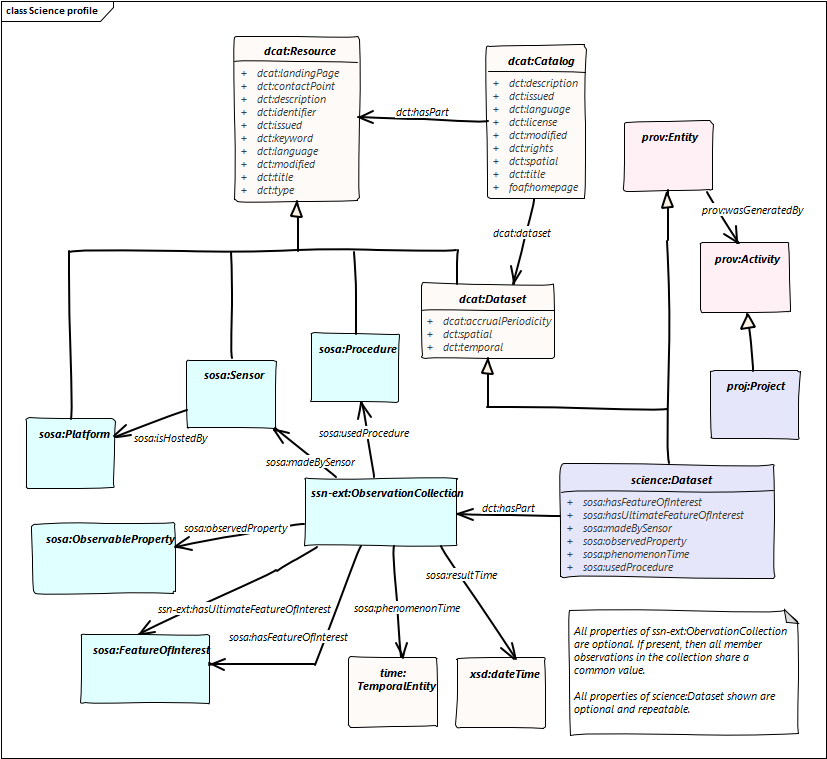 class Science profile
dcat:Resource
+ dcat:landingPage
+ dcat:contactPoint
+ dct:description
+ dct:identifier
+ dct:issued
+ dct:keyword
+ dct:language
+ dct:modified
+ dct:title
+ dct:type
dct:hasPart
dcat:Catalog
+ dct:description
+ dct:issued
+ dct:language
+ dct:license
+ dct:modified
+ dct:rights
+ dct:spatial
+ dct:title
+ foaf:homepage
prov:Entity
prov:wasGeneratedBy
dcat:dataset
prov:Activity
dcat:Dataset
+ dcat:accrualPeriodicity
+ dct:spatial
+ dct:temporal
sosa:Procedure
sosa:Sensor
proj:Project
sosa:Platform
sosa:isHostedBy
sosa:usedProcedure
sosa:madeBySensor
ssn-ext:ObservationCollection
dct:hasPart
science:Dataset
+ sosa:hasFeatureOfInterest
+ sosa:hasUltimateFeatureOfInterest
+ sosa:madeBySensor
+ sosa:observedProperty
+ sosa:phenomenonTime
+ sosa:usedProcedure
sosa:observedProperty
sosa:ObservableProperty
sosa:resultTime
ssn-ext:hasUltimateFeatureOfInterest
sosa:phenomenonTime
sosa:hasFeatureOfInterest
sosa:FeatureOfInterest
time:
TemporalEntity
xsd:dateTime
All properties of ssn-ext:ObervationCollection
are optional. If present, then all member
observations in the collection share a
common value.
All properties of science:Dataset shown are
optional and repeatable.